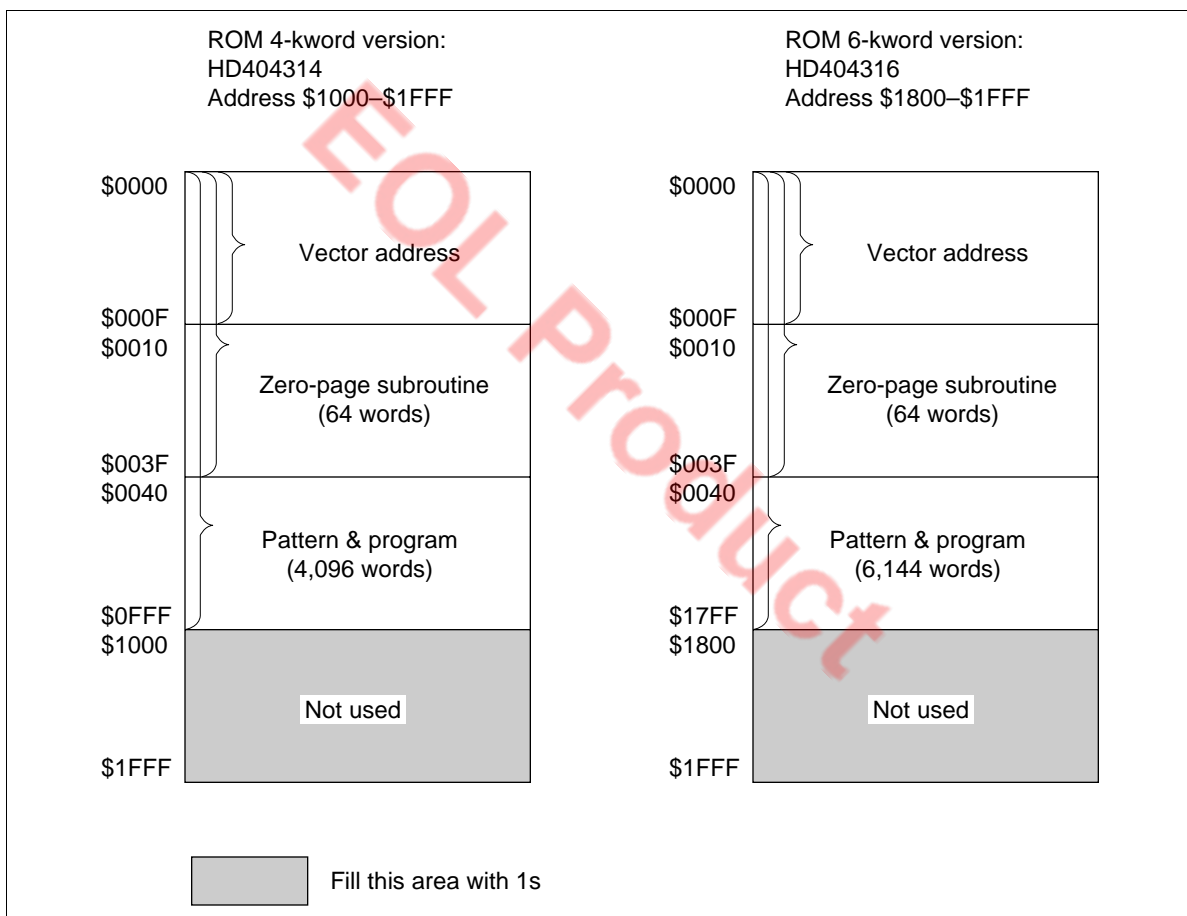 ROM 4-kword version:
HD404314
Address $1000–$1FFF
$0000
Vector address
$000F
$0010
Zero-page subroutine
(64 words)
$003F
$0040
Pattern & program
(4,096 words)
$0FFF
$1000
Not used
$1FFF
ROM 6-kword version:
HD404316
Address $1800–$1FFF
$0000
Vector address
$000F
$0010
Zero-page subroutine
(64 words)
$003F
$0040
Pattern & program
(6,144 words)
$17FF
$1800
Not used
$1FFF
Fill this area with 1s
EOL Product